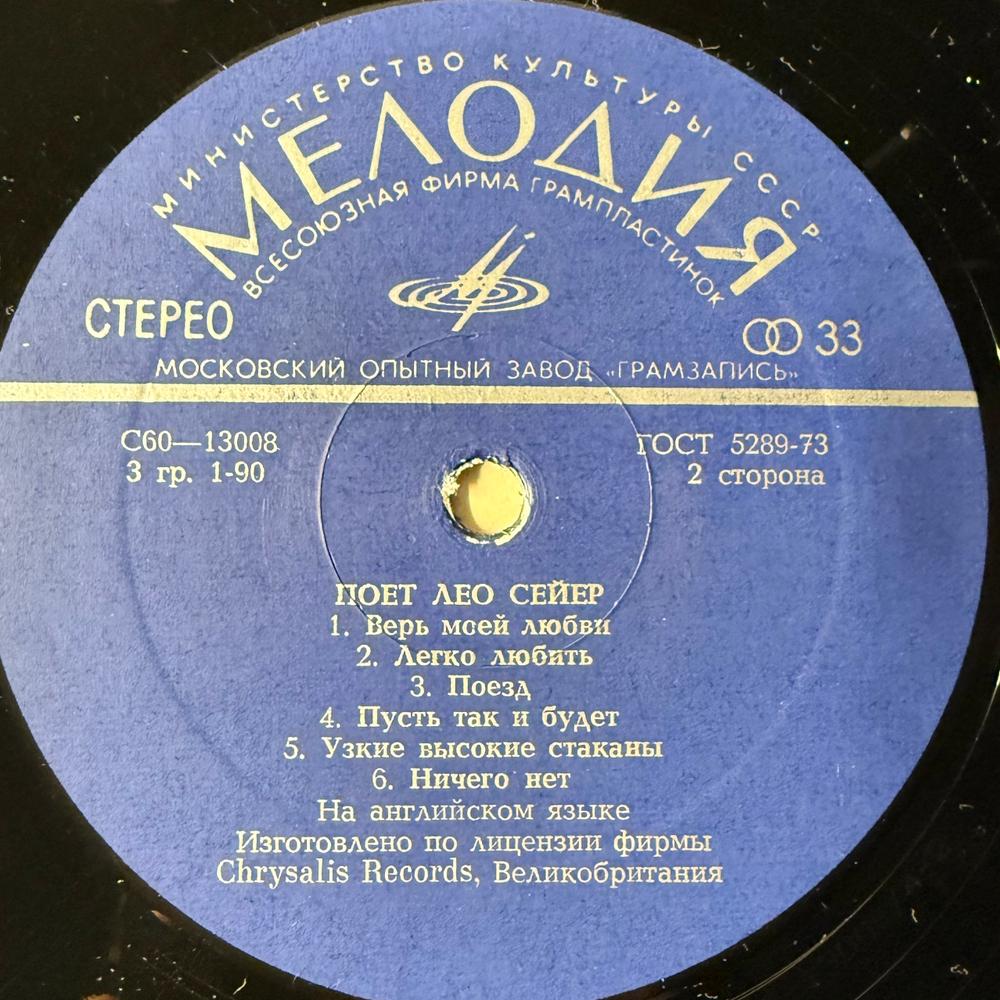 МИНИСТЕРСТВО КУЛЬТУРЫ СССР
МЕЛОДИЯ
ВСЕСОЮЗНАЯ ФИРМА ГРАМПЛАСТИНОК
СТЕРЕО
33
МОСКОВСКИЙ ОПЫТНЫЙ ЗАВОД «ГРАМЗАПИСЬ»
С60—13008
ГОСТ 5289-73
3 гр. 1-90
2 сторона
ПОЕТ ЛЕО СЕЙЕР
1. Верь моей любви
2. Легко любить
3. Поезд
4. Пусть так и будет
5. Узкие высокие стаканы
6. Ничего нет
На английском языке
Изготовлено по лицензии фирмы
Chrysalis Records, Великобритания